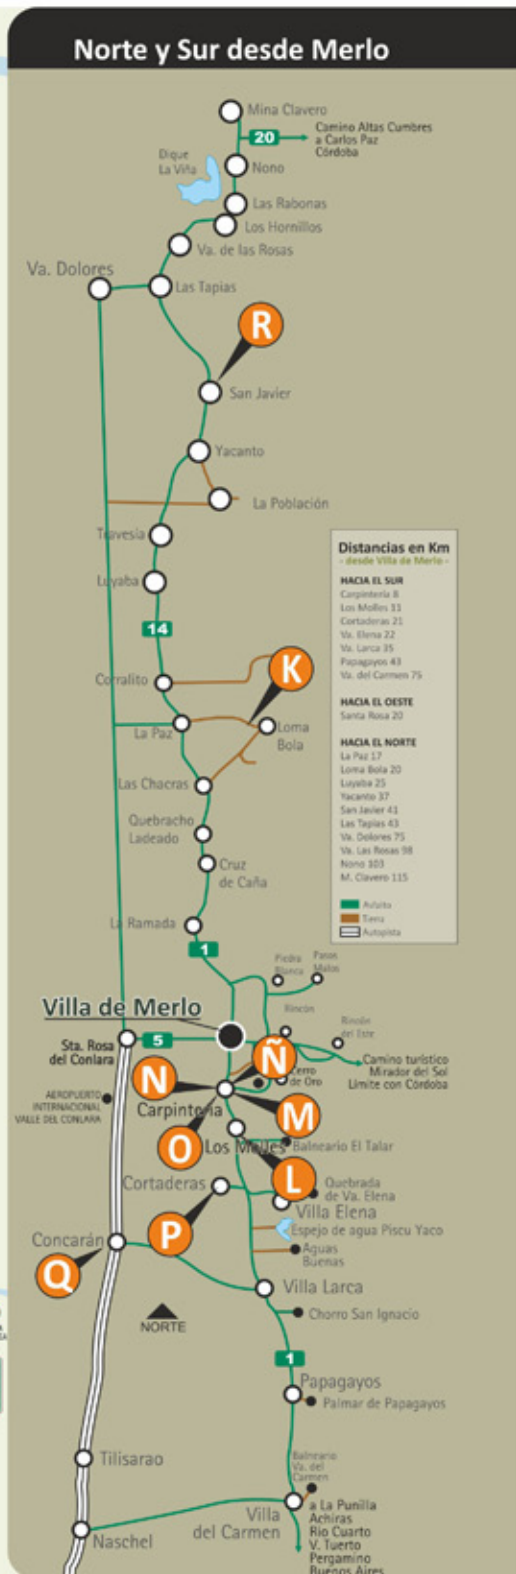 Norte y Sur desde Merlo
Mina Clavero
20
Camino Altas Cumbres
a Carlos Paz
Córdoba
Dique
La Viña
Nono
Las Rabonas
Los Hornillos
Va. de las Rosas
Va. Dolores
Las Tapias
R
San Javier
Yacanto
La Población
Travesía
Luyaba
14
Corralito
K
La Paz
Loma
Bola
Las Chacras
Quebracho
Ladeado
Cruz
de Caña
La Ramada
1
Distancias en Km
- desde Villa de Merlo -
HACIA EL SUR
Carpintería 8
Los Molles 11
Cortaderas 21
Va. Elena 22
Va. Larca 35
Papagayos 43
Va. del Carmen 75
HACIA EL OESTE
Santa Rosa 20
HACIA EL NORTE
La Paz 17
Loma Bola 20
Luyaba 25
Yacanto 37
San Javier 41
Las Tapias 43
Va. Dolores 75
Va. Las Rosas 98
Nono 103
M. Clavero 115
Asfalto
Tierra
Autopista
Piedra
Blanca
Pasos
Malos
Villa de Merlo
Rincón
Rincón
del Este
Sta. Rosa
del Conlara
5
Camino turístico
Mirador del Sol
Límite con Córdoba
Ñ
Cerro
de Oro
N
AEROPUERTO
INTERNACIONAL
VALLE DEL CONLARA
Carpintería
M
O
Los Molles
Balneario El Talar
L
Cortaderas
Quebrada
de Va. Elena
Villa Elena
P
Espejo de agua Piscu Yaco
Concarán
Aguas
Buenas
Q
Villa Larca
NORTE
Chorro San Ignacio
1
Papagayos
Palmar de Papagayos
Tilisarao
Balneario
Va. del
Carmen
Villa
del Carmen
a La Punilla
Achiras
Rio Cuarto
V. Tuerto
Pergamino
Buenos Aires
Naschel